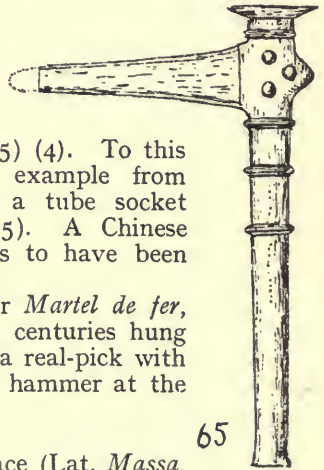 5) (4). To this
example from
a tube socket
5). A Chinese
s to have been
r Martel de fer,
centuries hung
a real-pick with
hammer at the
65
ace (Lat. Massa,